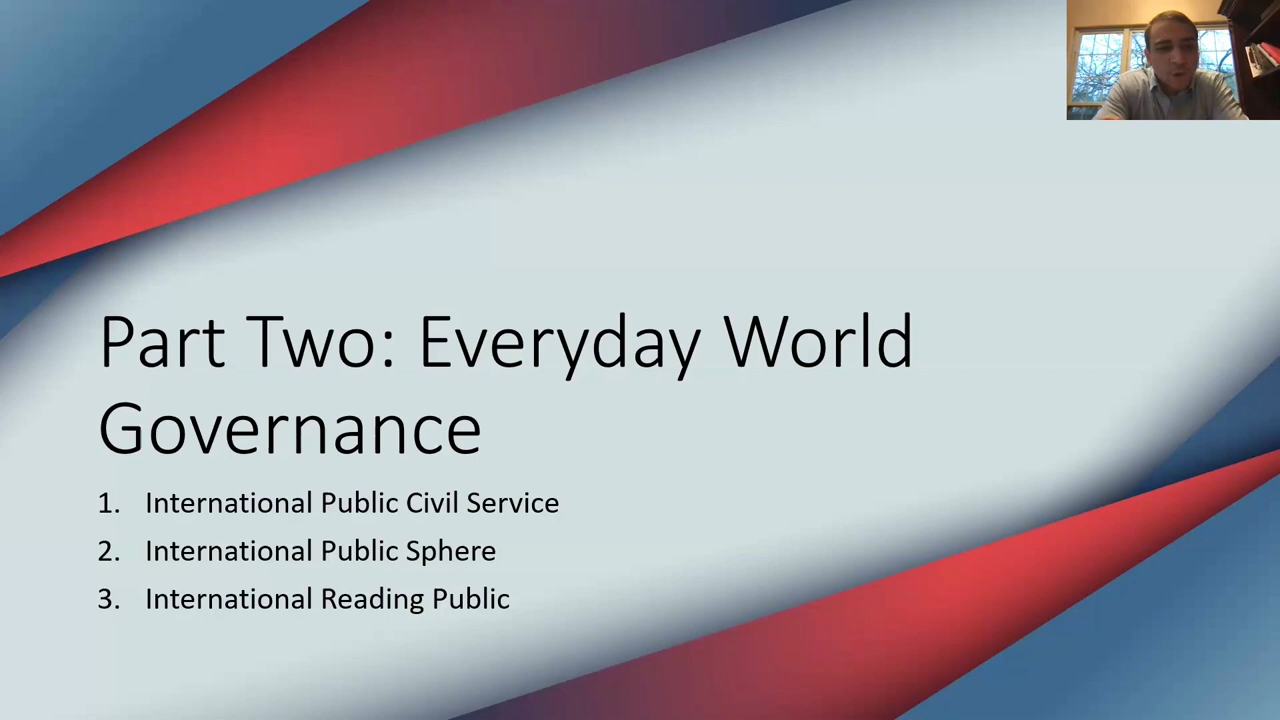 Part Two: Everyday World
Governance
1. International Public Civil Service
2. International Public Sphere
3. International Reading Public